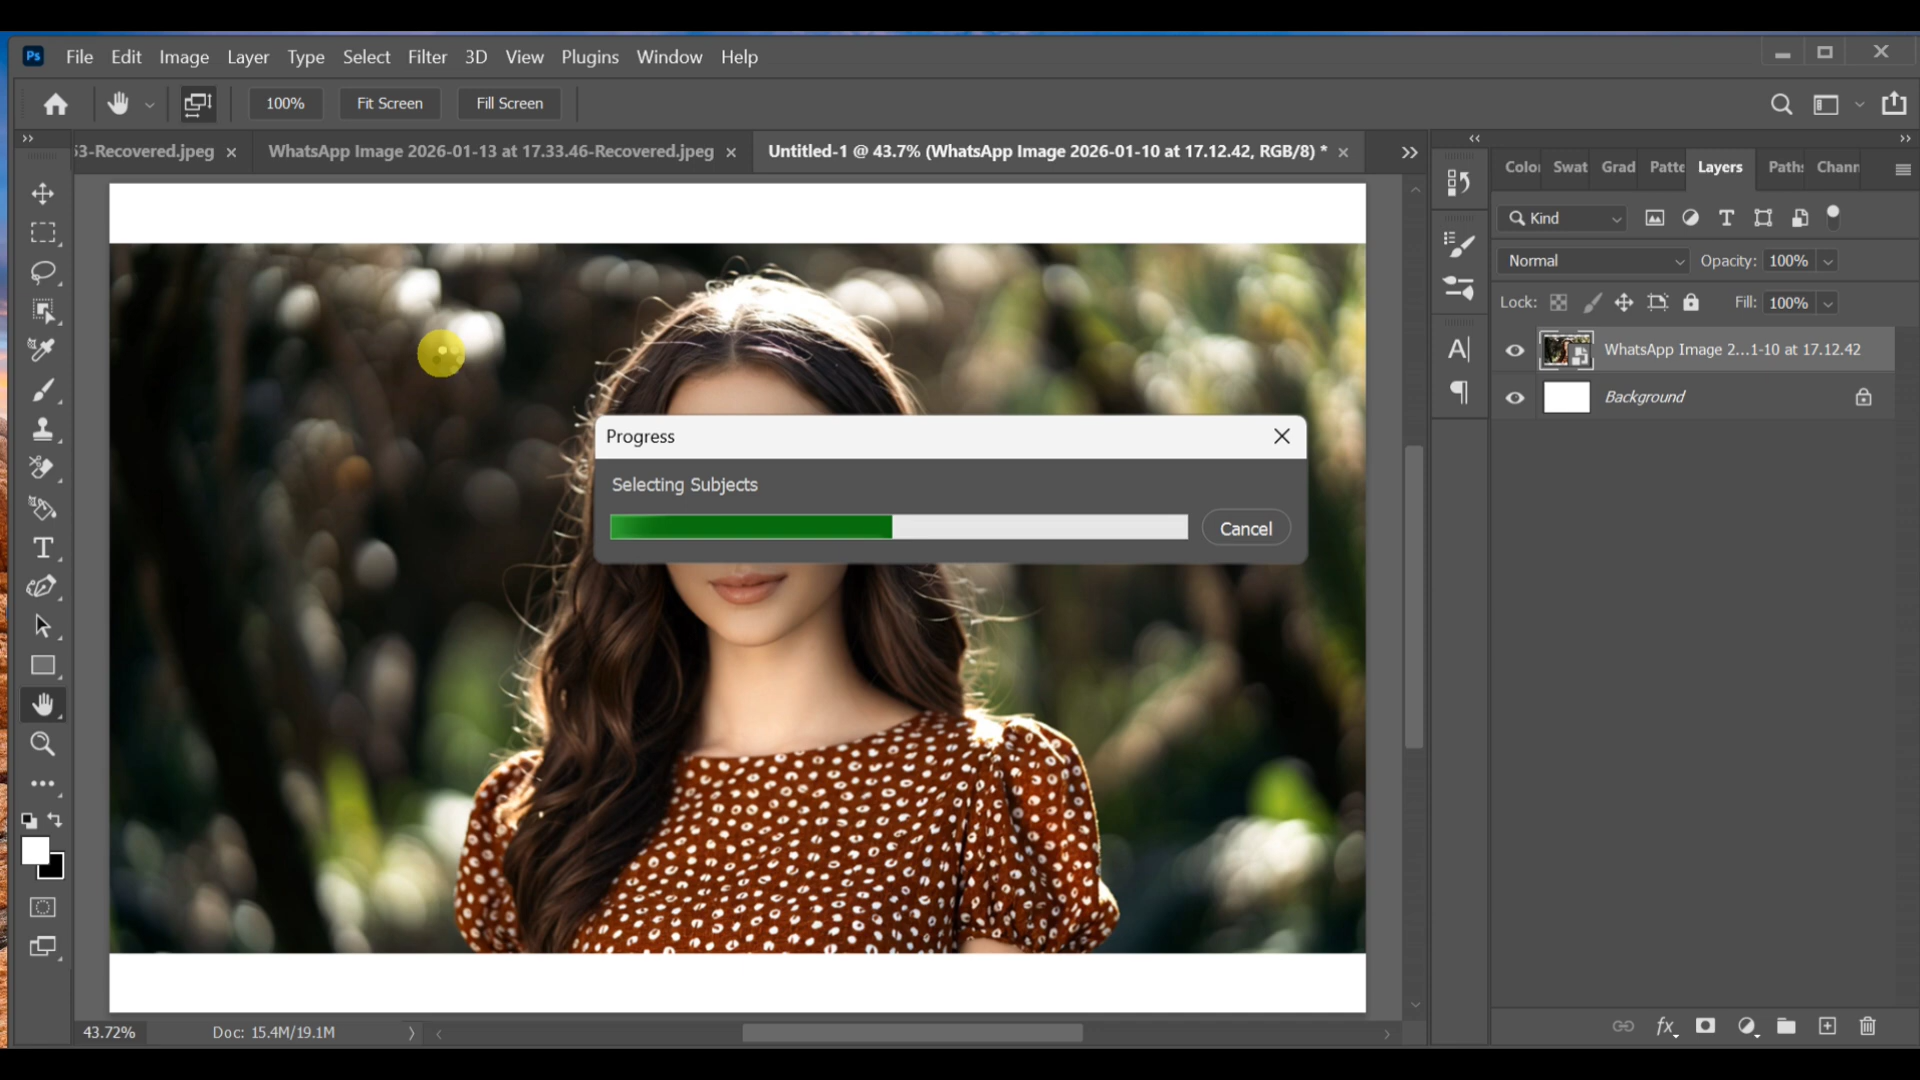 Ps File Edit Image Layer Type Select Filter 3D View Plugins Window Help
100% Fit Screen Fill Screen
53-Recovered.jpeg × WhatsApp Image 2026-01-13 at 17.33.46-Recovered.jpeg × Untitled-1 @ 43.7% (WhatsApp Image 2026-01-10 at 17.12.42, RGB/8) * ×
Color Swat Grad Patte Layers Paths Chann
Kind
Normal Opacity: 100%
Lock: Fill: 100%
WhatsApp Image 2...1-10 at 17.12.42
Background
Progress
Selecting Subjects
Cancel
43.72% Doc: 15.4M/19.1M